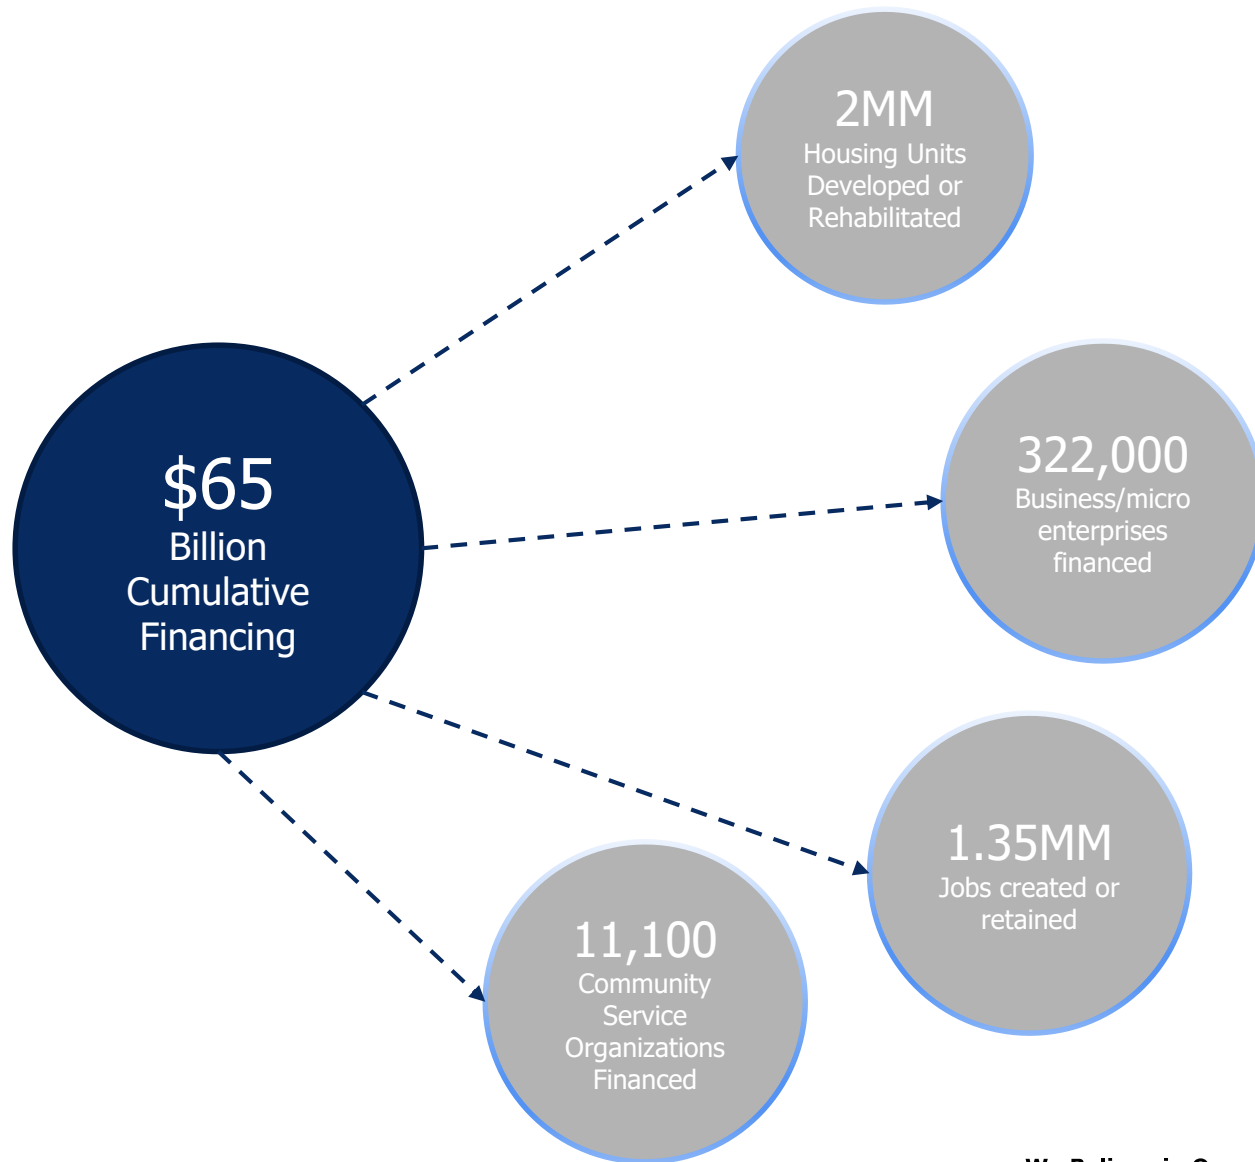 2MM
Housing Units
Developed or
Rehabilitated
322,000
Business/micro
enterprises
financed
$65
Billion
Cumulative
Financing
1.35MM
Jobs created or
retained
11,100
Community
Service
Organizations
Financed